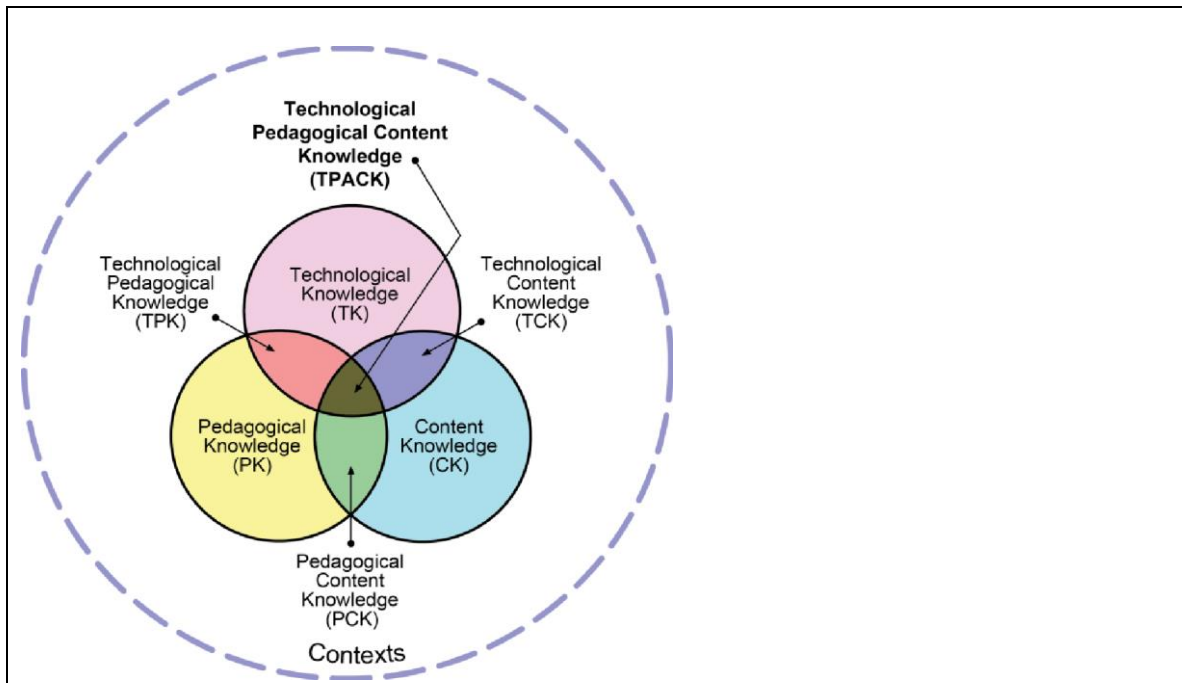 Technological
Pedagogical Content
Knowledge
(TPACK)
Technological
Pedagogical
Knowledge
(TPK)
Technological
Knowledge
(TK)
Technological
Content
Knowledge
(TCK)
Pedagogical
Knowledge
(PK)
Content
Knowledge
(CK)
Pedagogical
Content
Knowledge
(PCK)
Contexts